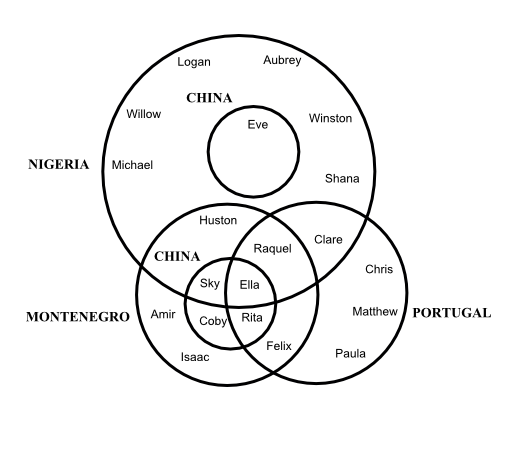 Logan
Aubrey
CHINA
Willow
Eve
Winston
NIGERIA
Michael
Shana
Huston
Clare
Raquel
CHINA
Chris
Sky
Ella
MONTENEGRO
Amir
Coby
Rita
Matthew
PORTUGAL
Felix
Isaac
Paula